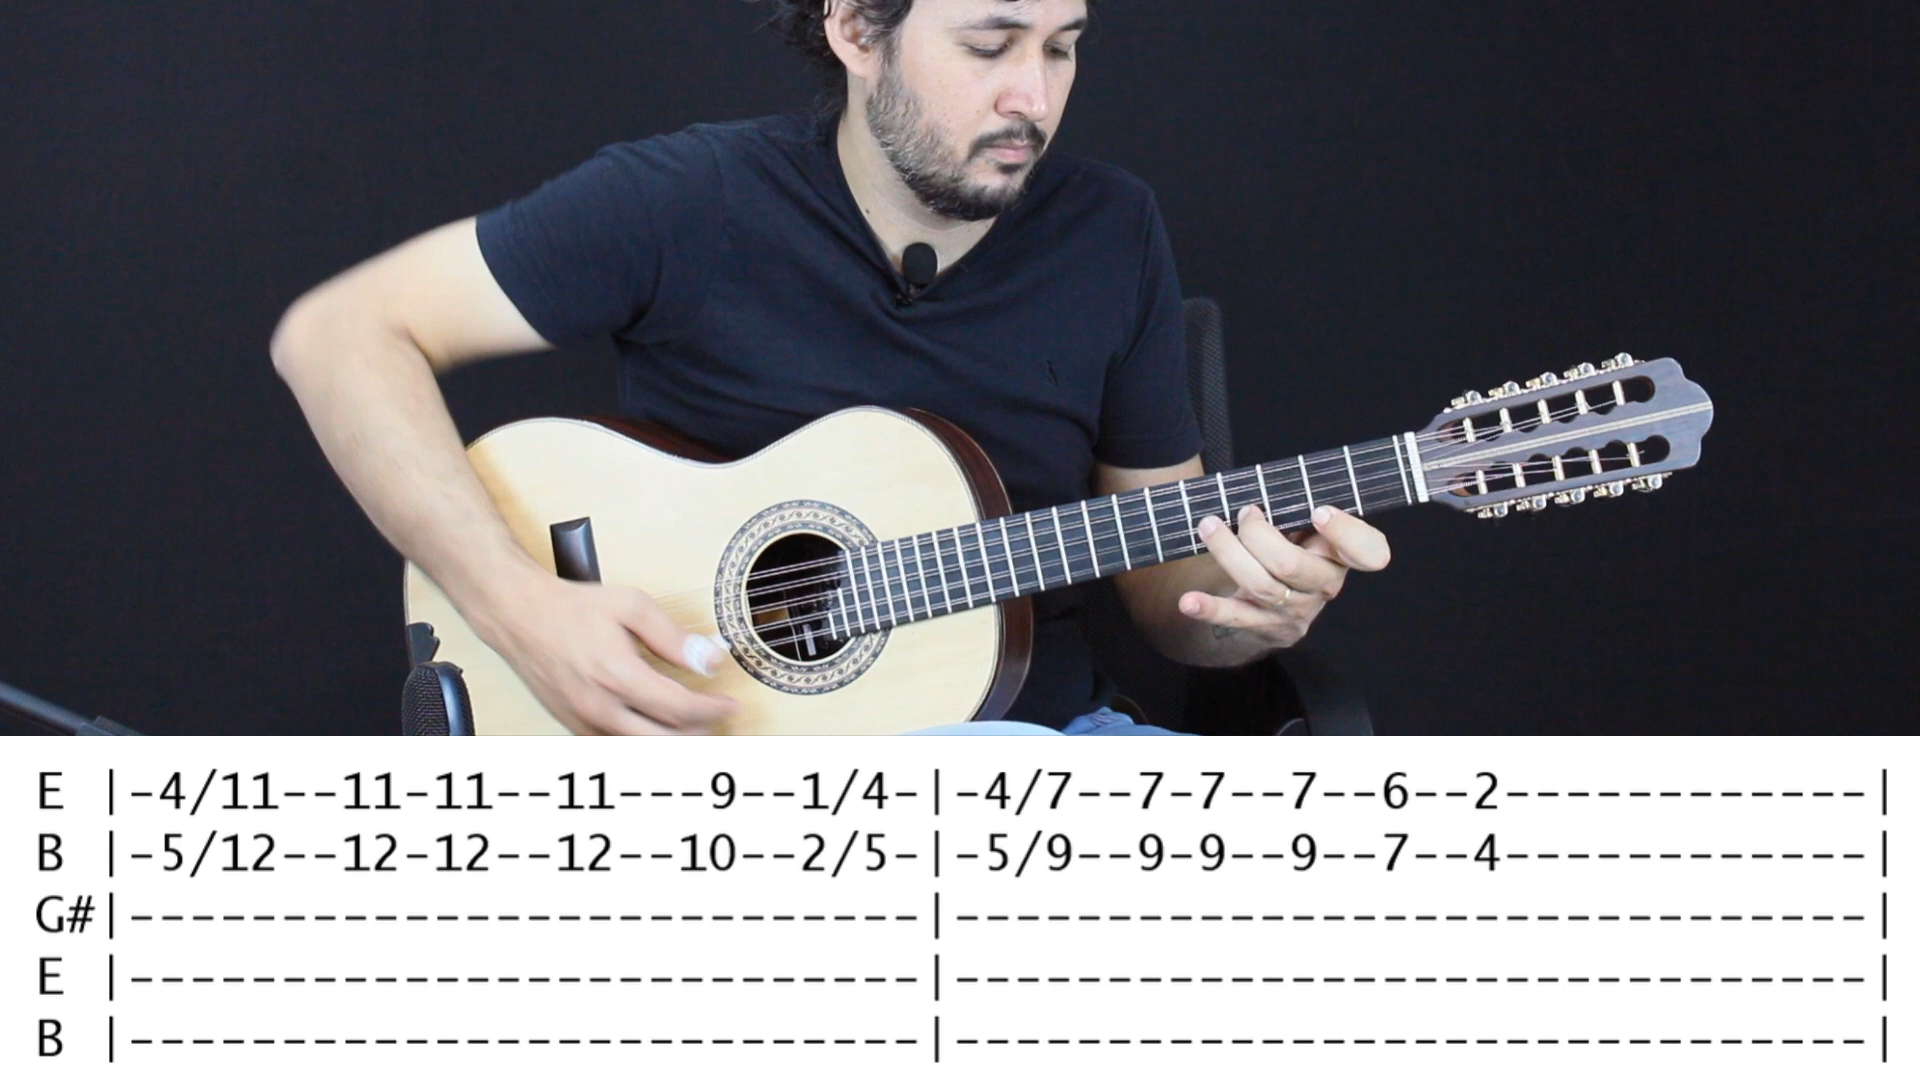 E |-4/11--11-11--11---9--1/4-|-4/7--7-7--7--6--2------------|
B |-5/12--12-12--12--10--2/5-|-5/9--9-9--9--7--4------------|
G#|--------------------------|------------------------------|
E |--------------------------|------------------------------|
B |--------------------------|------------------------------|